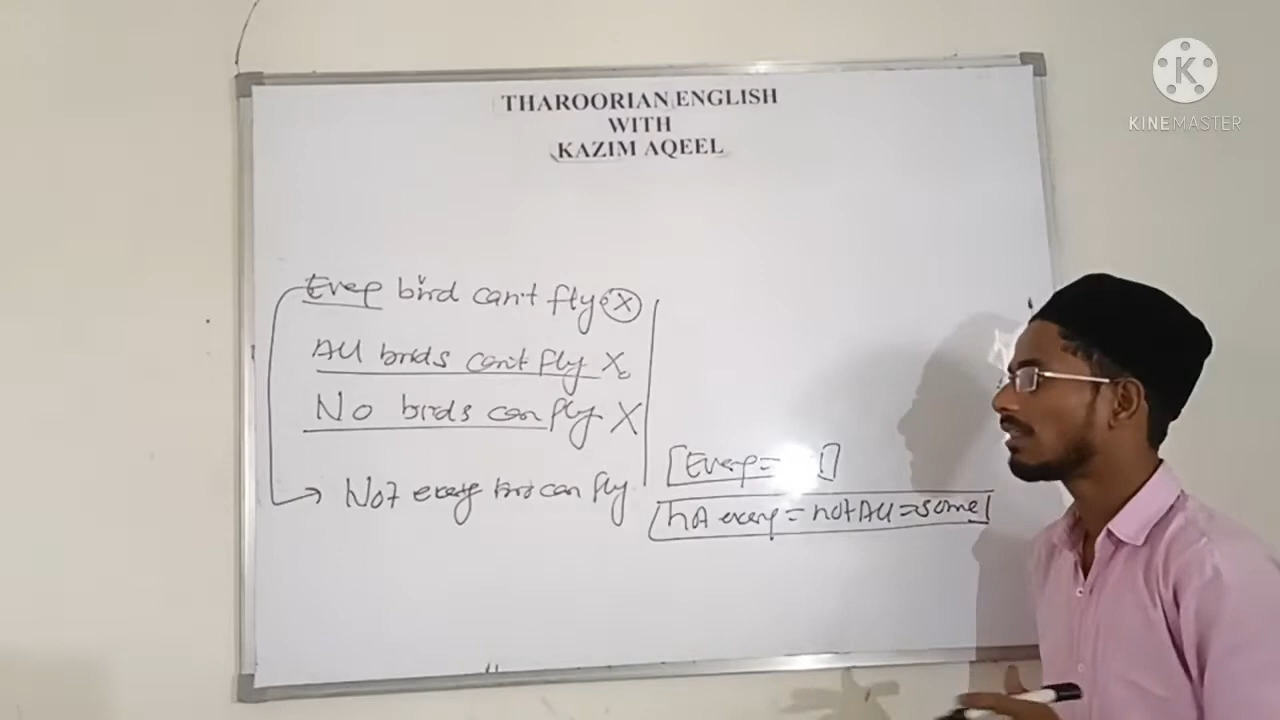 THAROORIAN ENGLISH
WITH
KAZIM AQEEL
Every bird can't fly X
All birds can't fly X
No birds can fly X
Not every bird can fly
[Every = ]
not every = not All = some
K
KINEMASTER